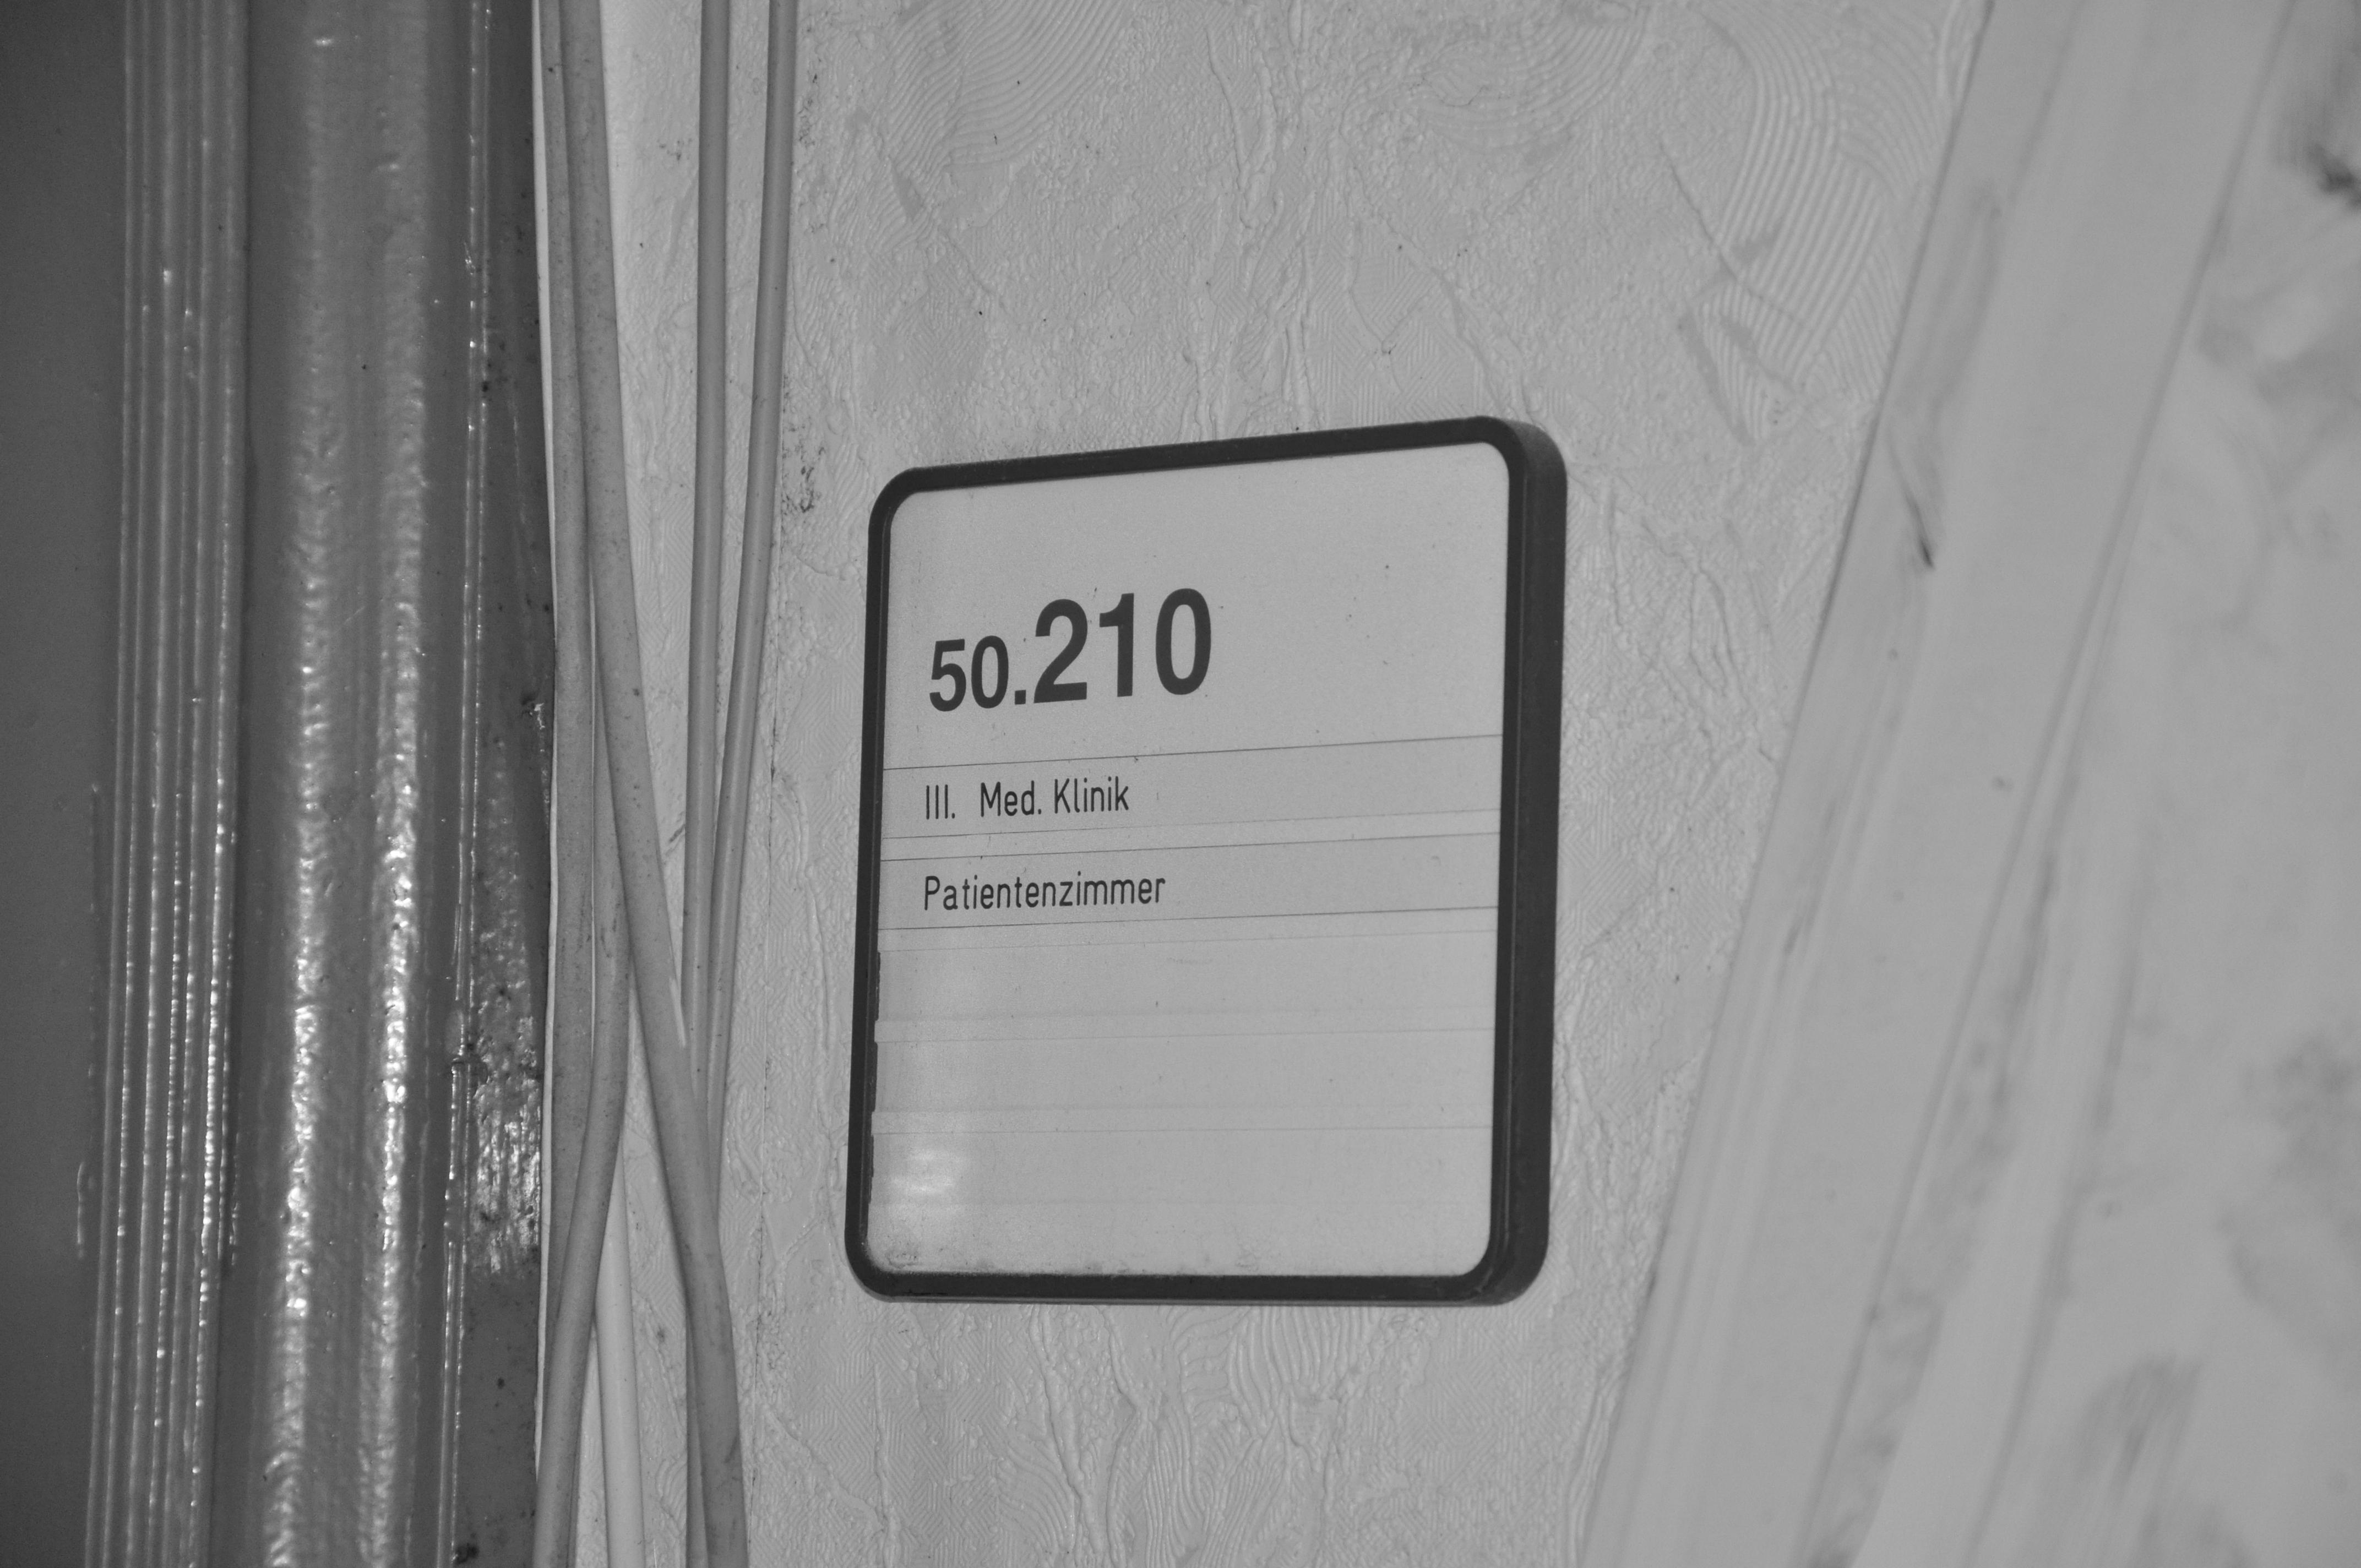 50.210
III. Med. Klinik
Patientenzimmer